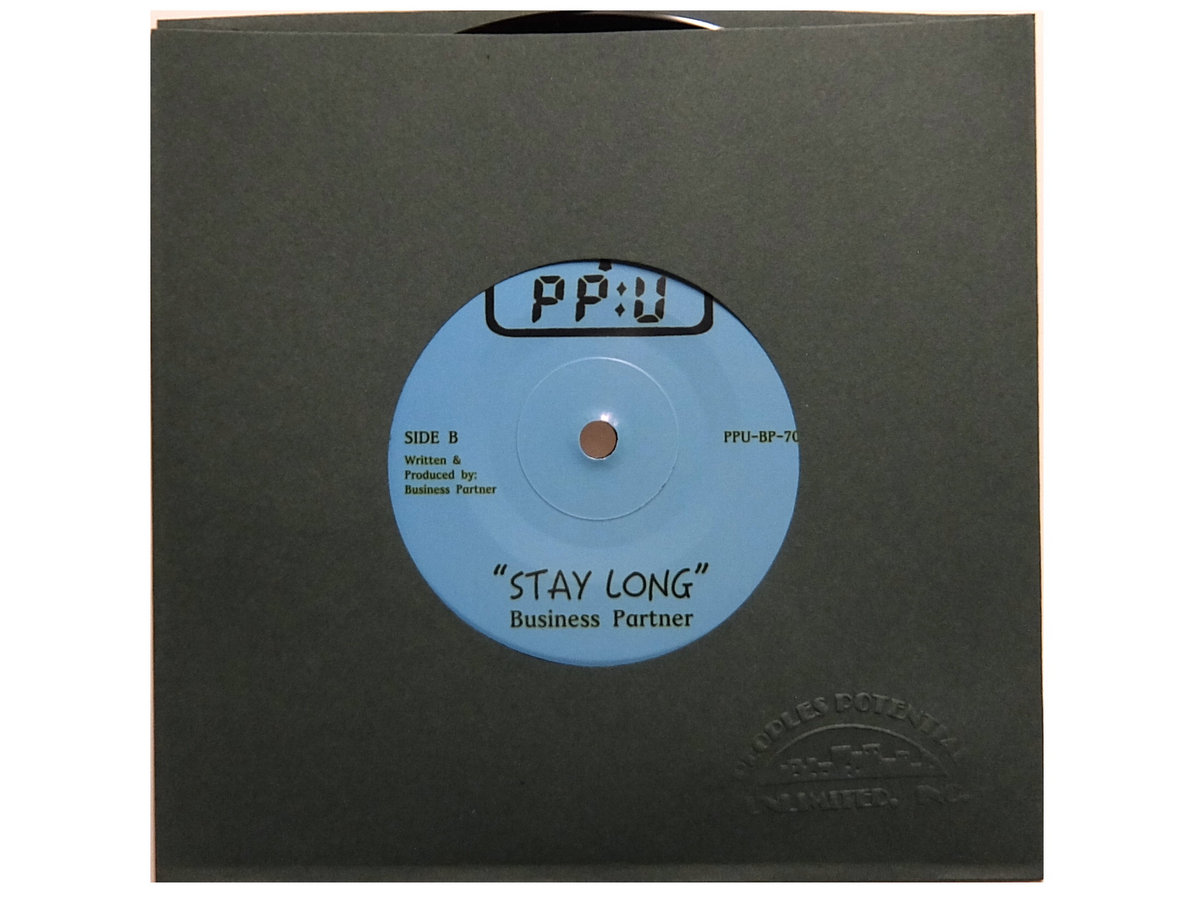 PP:U
SIDE B
PPU-BP-70
Written &
Produced by:
Business Partner
"STAY LONG"
Business Partner
PEOPLES POTENTIAL
UNLIMITED, INC.